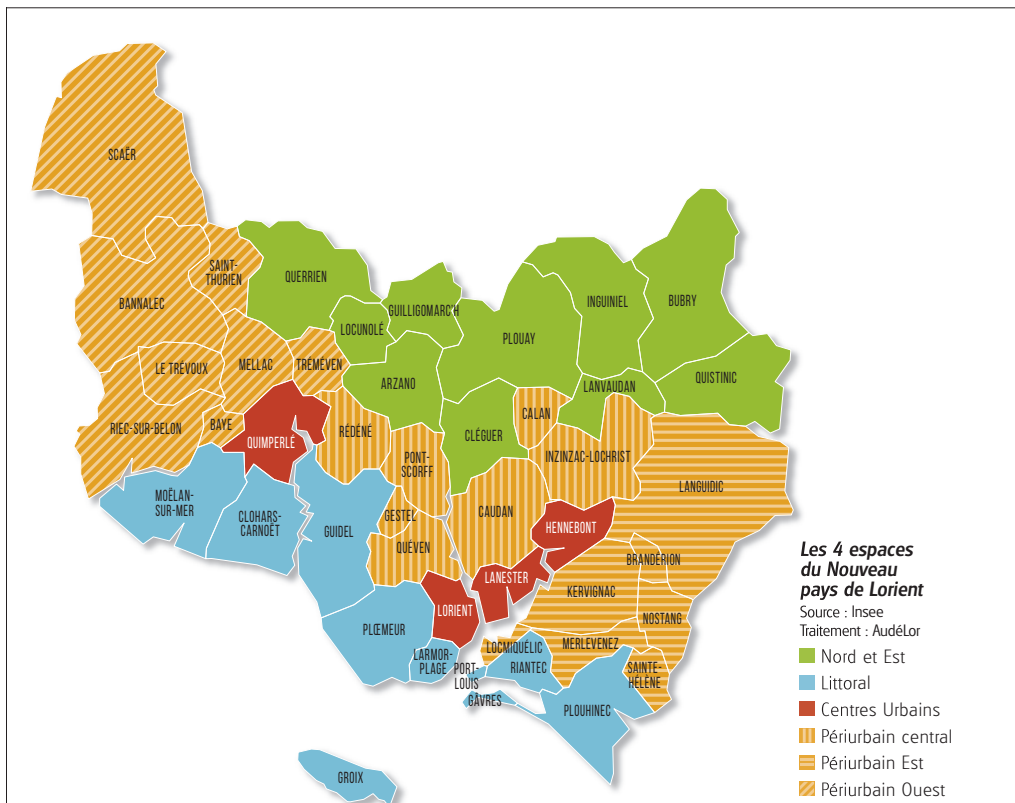 SCAËR
SAINT-
THURIEN
QUERRIEN
BANNALEC
GUILLIGOMARC'H
LOCUNOLÉ
INGUINIEL
BUBRY
PLOUAY
LE TRÉVOUX
MELLAC
TRÉMÉVEN
ARZANO
LANVAUDAN
QUISTINIC
RIEC-SUR-BELON
BAYE
QUIMPERLÉ
RÉDÉNÉ
CLÉGUER
CALAN
PONT-
SCORFF
INZINZAC-LOCHRIST
LANGUIDIC
MOËLAN-
SUR-MER
CLOHARS-
CARNOËT
GUIDEL
GESTEL
CAUDAN
HENNEBONT
QUÉVEN
BRANDÉRION
LANESTER
KERVIGNAC
LORIENT
NOSTANG
PLŒMEUR
LARMOR-
PLAGE
LOCMIQUÉLIC
RIANTEC
MERLEVENEZ
PORT-
LOUIS
SAINTE-
HÉLÈNE
GÂVRES
PLOUHINEC
GROIX
Les 4 espaces
du Nouveau
pays de Lorient
Source : Insee
Traitement : AudéLor
Nord et Est
Littoral
Centres Urbains
Périurbain central
Périurbain Est
Périurbain Ouest